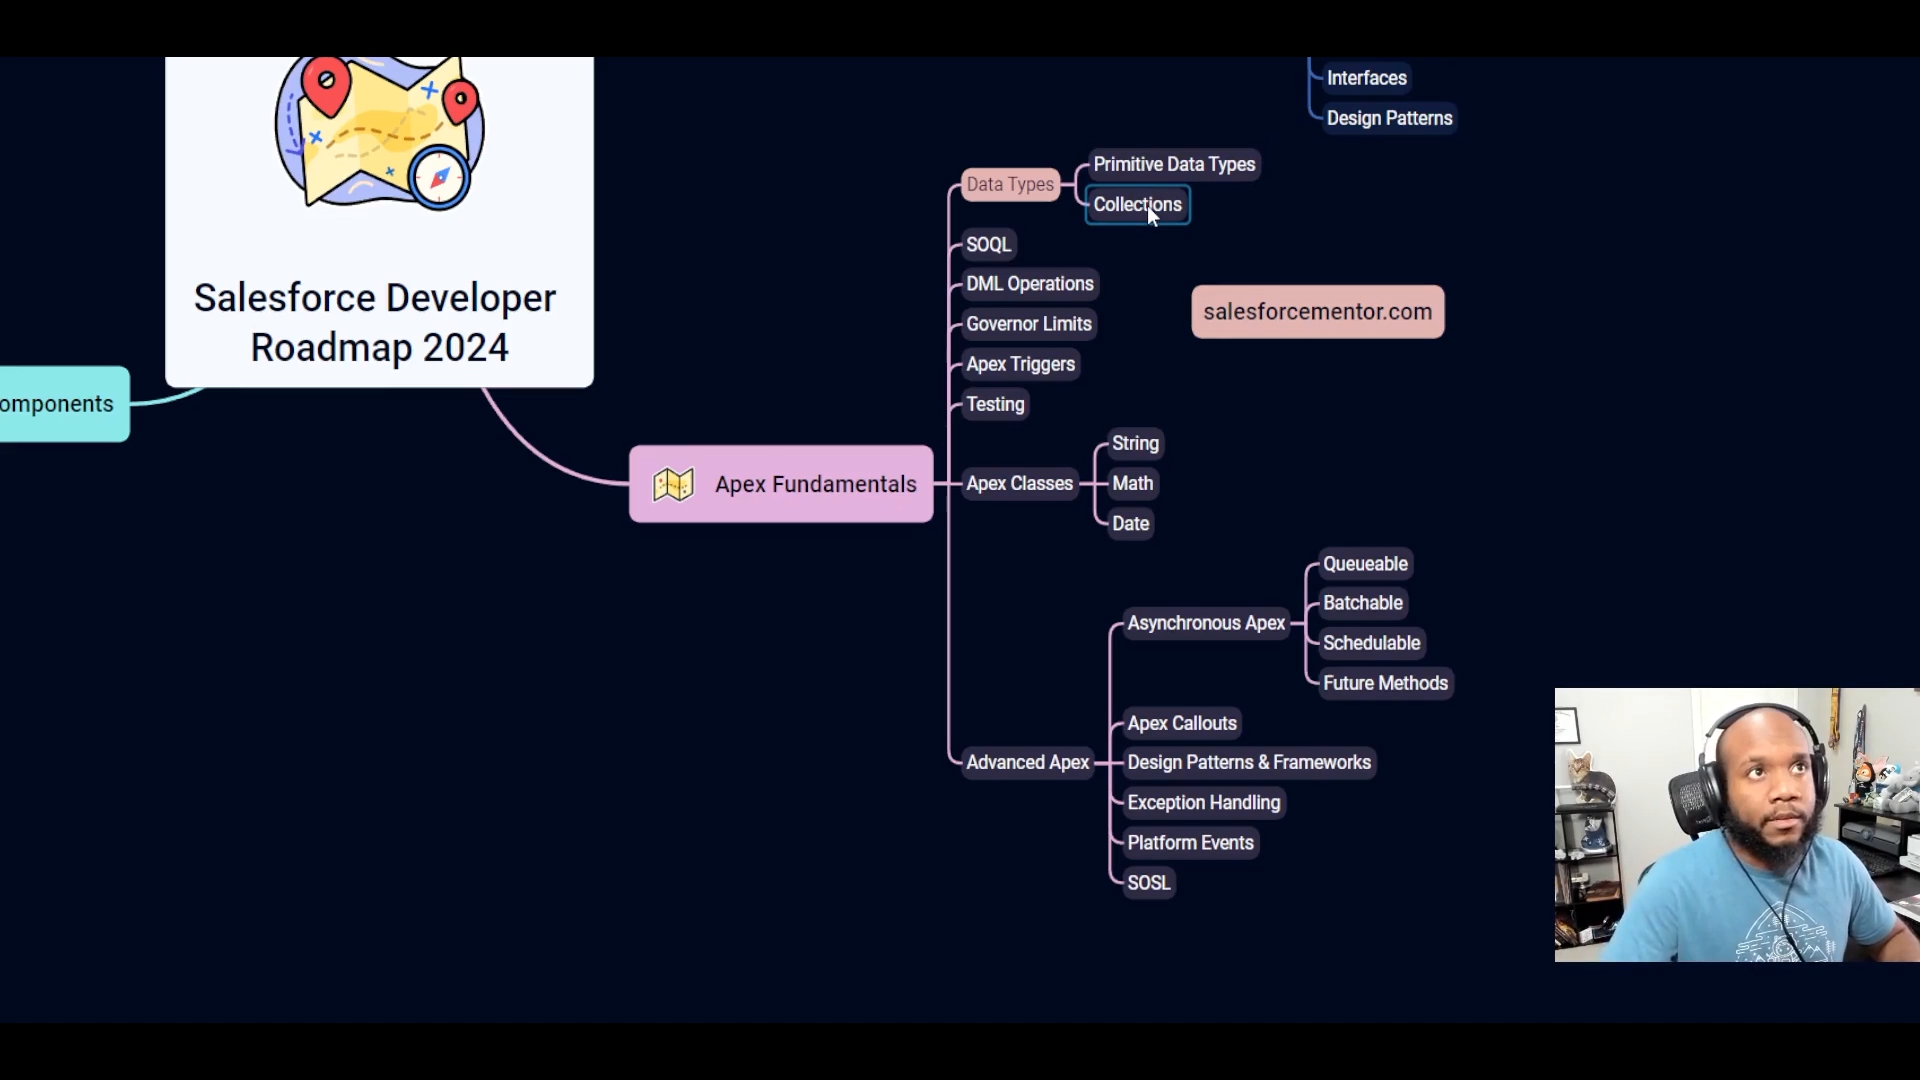 Interfaces
Design Patterns
Primitive Data Types
Data Types
Collections
SOQL
DML Operations
salesforcementor.com
Governor Limits
Apex Triggers
Testing
Salesforce Developer
Roadmap 2024
omponents
Apex Fundamentals
Apex Classes
String
Math
Date
Advanced Apex
Asynchronous Apex
Queueable
Batchable
Schedulable
Future Methods
Apex Callouts
Design Patterns & Frameworks
Exception Handling
Platform Events
SOSL